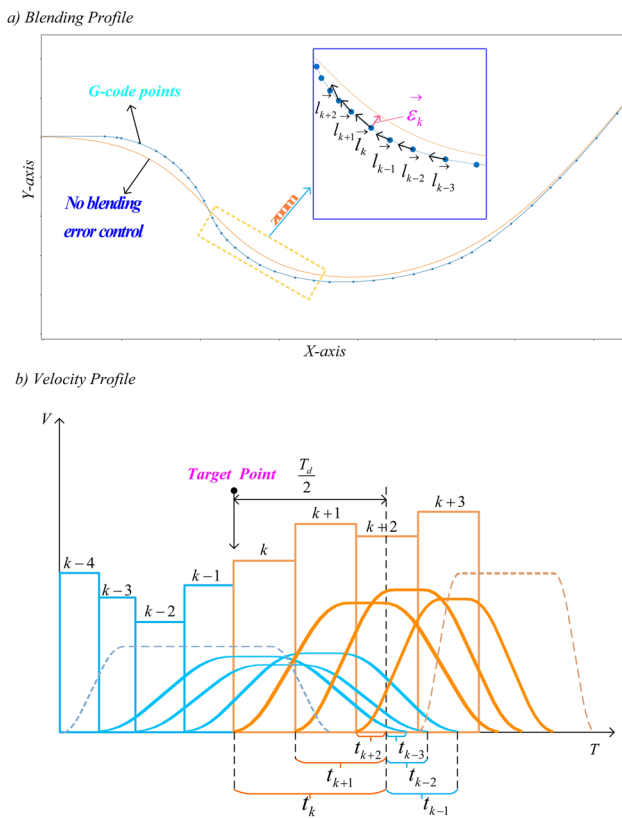 a) Blending Profile
G-code points
No blending
error control
zoom
l_{k+2}
l_{k+1}
l_k
l_{k-1}
l_{k-2}
l_{k-3}
ε_k
Y-axis
X-axis
b) Velocity Profile
V
Target Point
T_d
2
k-4
k-3
k-2
k-1
k
k+1
k+2
k+3
T
t_{k+2}
t_{k-3}
t_{k+1}
t_{k-2}
t_k
t_{k-1}